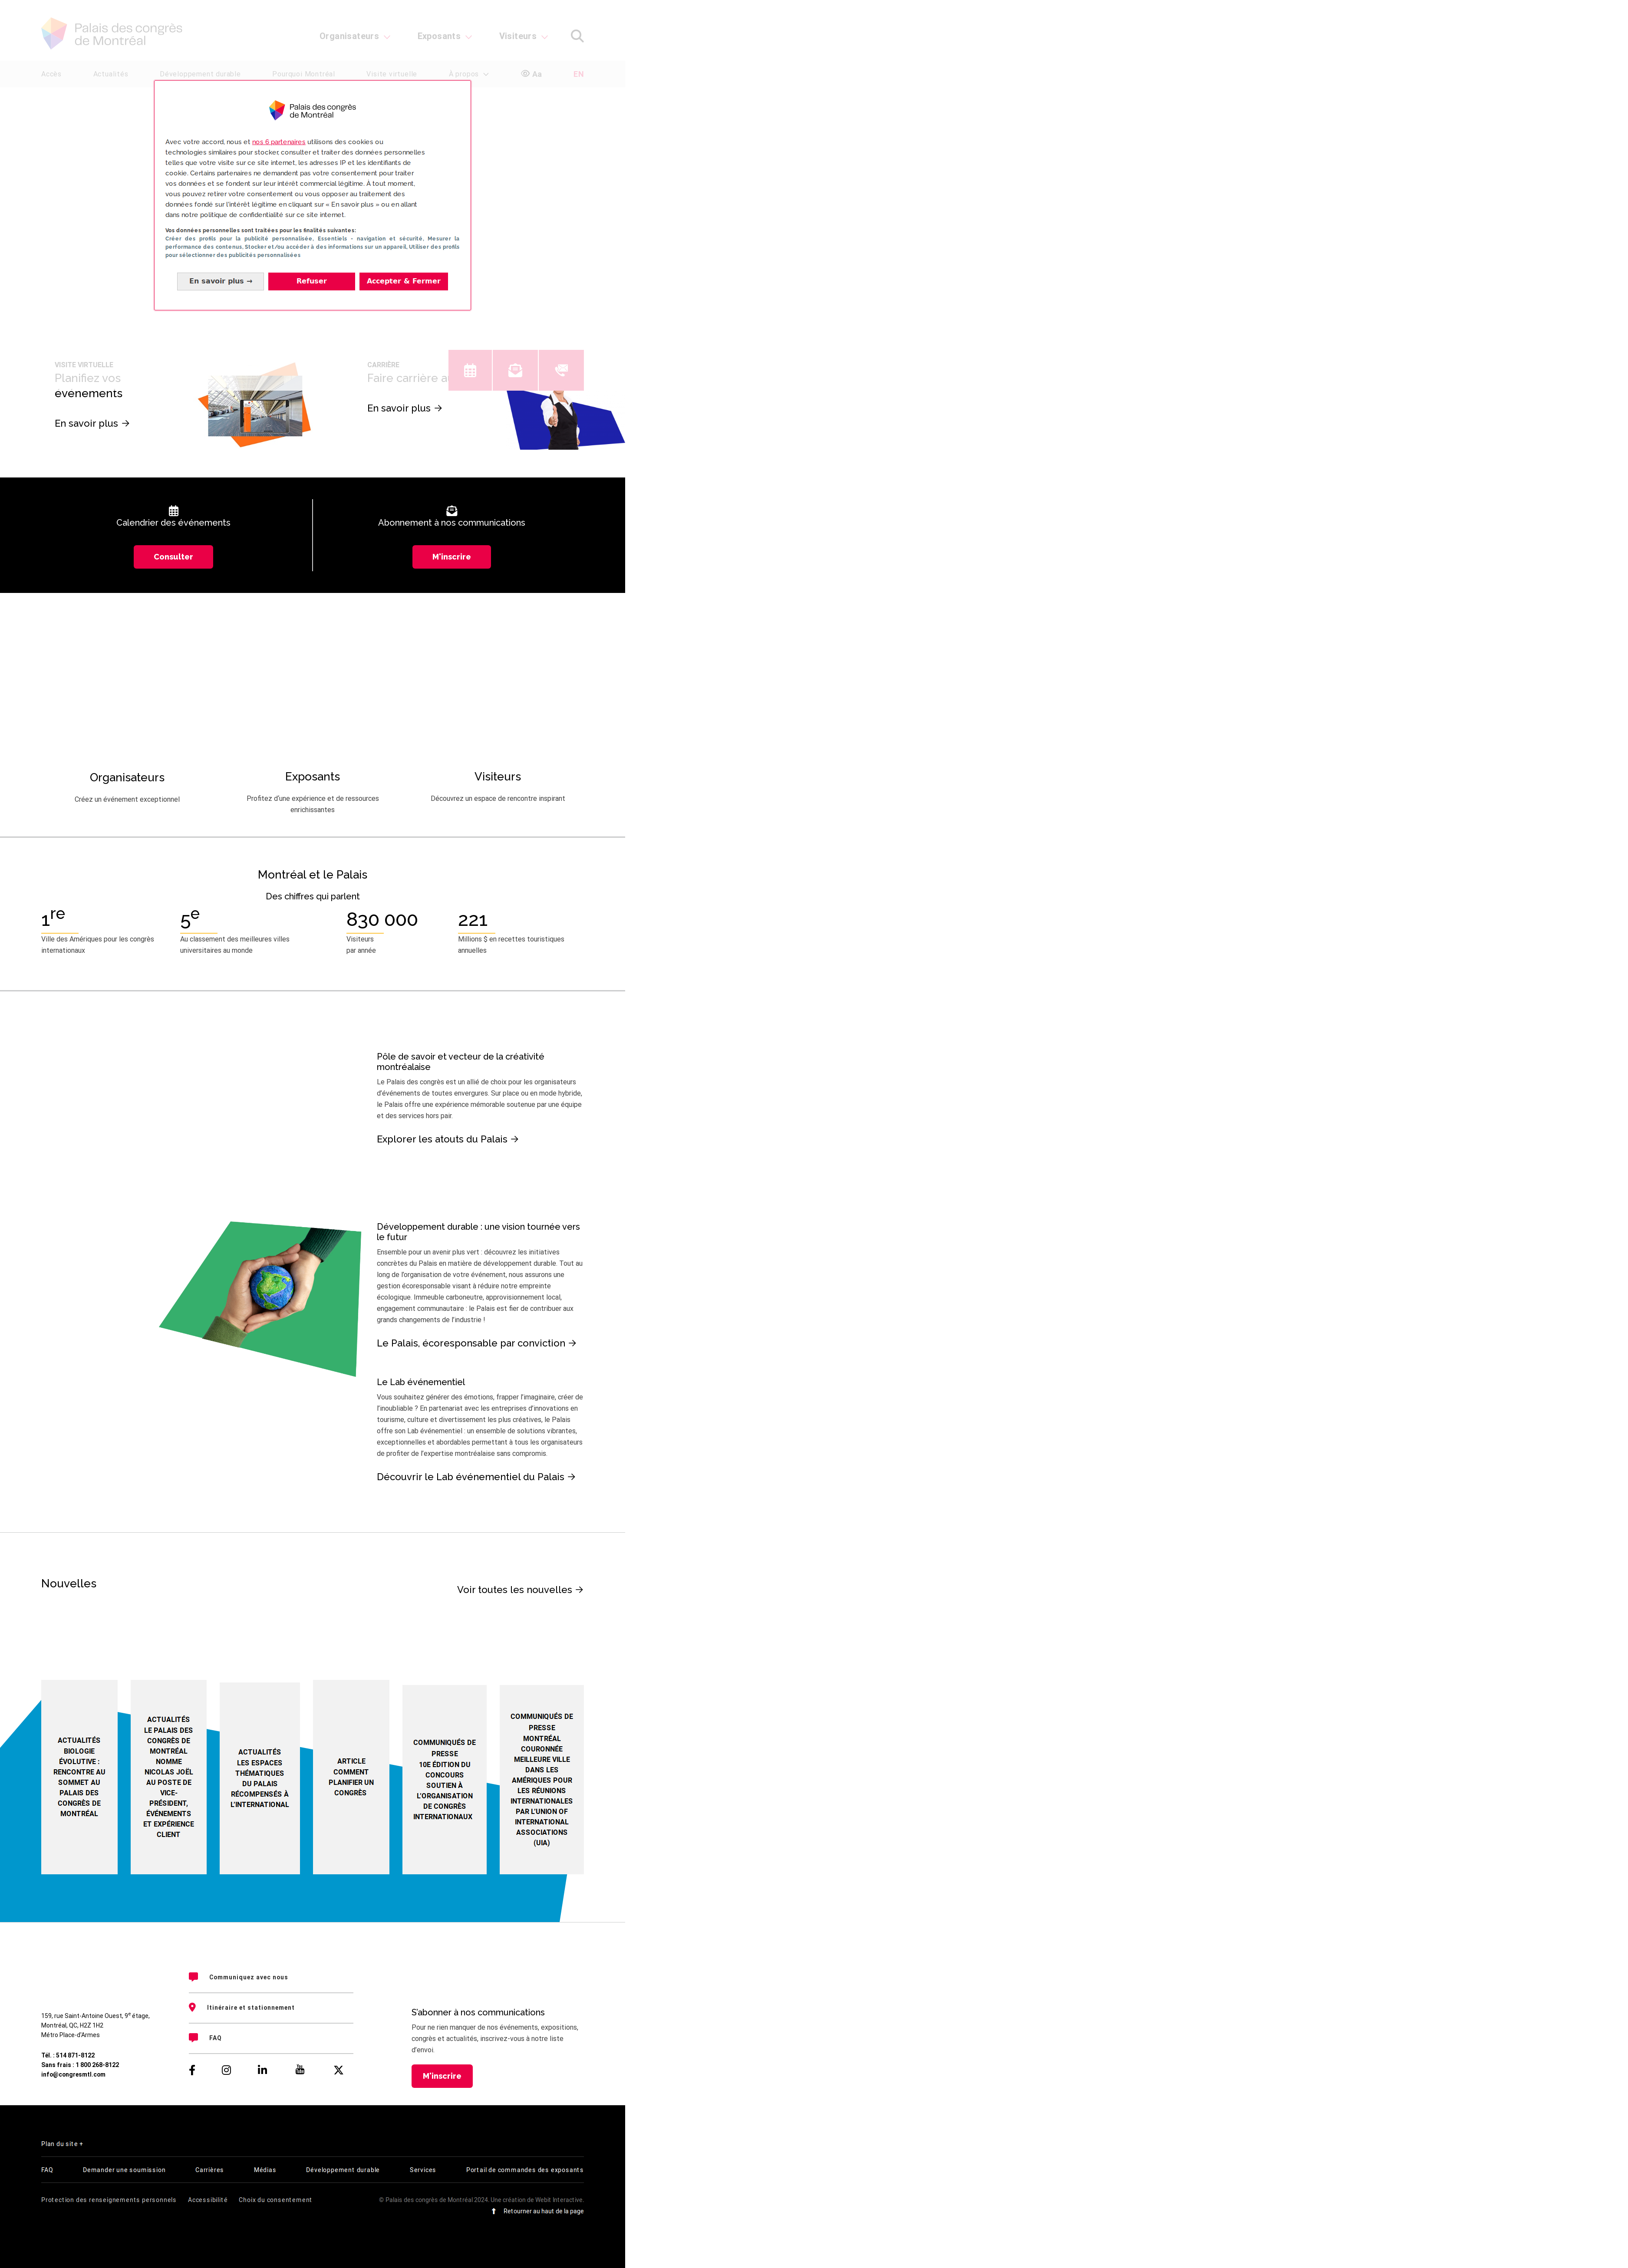 Palais des congrès
de Montréal
Organisateurs
Exposants
Visiteurs
Accès
Actualités
Développement durable
Pourquoi Montréal
Visite virtuelle
À propos
Aa
EN
Palais des congrès
de Montréal
Avec votre accord, nous et nos 6 partenaires utilisons des cookies ou
technologies similaires pour stocker, consulter et traiter des données personnelles
telles que votre visite sur ce site internet, les adresses IP et les identifiants de
cookie. Certains partenaires ne demandent pas votre consentement pour traiter
vos données et se fondent sur leur intérêt commercial légitime. À tout moment,
vous pouvez retirer votre consentement ou vous opposer au traitement des
données fondé sur l'intérêt légitime en cliquant sur « En savoir plus » ou en allant
dans notre politique de confidentialité sur ce site internet.
Vos données personnelles sont traitées pour les finalités suivantes:
Créer des profils pour la publicité personnalisée, Essentiels - navigation et sécurité, Mesurer la
performance des contenus, Stocker et/ou accéder à des informations sur un appareil, Utiliser des profils
pour sélectionner des publicités personnalisées
En savoir plus →
Refuser
Accepter & Fermer
VISITE VIRTUELLE
Planifiez vos
événements
En savoir plus →
CARRIÈRE
Faire carrière a
En savoir plus →
Calendrier des événements
Consulter
Abonnement à nos communications
M'inscrire
Organisateurs
Créez un événement exceptionnel
Exposants
Profitez d'une expérience et de ressources
enrichissantes
Visiteurs
Découvrez un espace de rencontre inspirant
Montréal et le Palais
Des chiffres qui parlent
1re
Ville des Amériques pour les congrès
internationaux
5e
Au classement des meilleures villes
universitaires au monde
830 000
Visiteurs
par année
221
Millions $ en recettes touristiques
annuelles
Pôle de savoir et vecteur de la créativité
montréalaise
Le Palais des congrès est un allié de choix pour les organisateurs
d'événements de toutes envergures. Sur place ou en mode hybride,
le Palais offre une expérience mémorable soutenue par une équipe
et des services hors pair.
Explorer les atouts du Palais →
Développement durable : une vision tournée vers
le futur
Ensemble pour un avenir plus vert : découvrez les initiatives
concrètes du Palais en matière de développement durable. Tout au
long de l'organisation de votre événement, nous assurons une
gestion écoresponsable visant à réduire notre empreinte
écologique. Immeuble carboneutre, approvisionnement local,
engagement communautaire : le Palais est fier de contribuer aux
grands changements de l'industrie !
Le Palais, écoresponsable par conviction →
Le Lab événementiel
Vous souhaitez générer des émotions, frapper l'imaginaire, créer de
l'inoubliable ? En partenariat avec les entreprises d'innovations en
tourisme, culture et divertissement les plus créatives, le Palais
offre son Lab événementiel : un ensemble de solutions vibrantes,
exceptionnelles et abordables permettant à tous les organisateurs
de profiter de l'expertise montréalaise sans compromis.
Découvrir le Lab événementiel du Palais →
Nouvelles
Voir toutes les nouvelles →
ACTUALITÉS
BIOLOGIE
ÉVOLUTIVE :
RENCONTRE AU
SOMMET AU
PALAIS DES
CONGRÈS DE
MONTRÉAL
ACTUALITÉS
LE PALAIS DES
CONGRÈS DE
MONTRÉAL
NOMME
NICOLAS JOËL
AU POSTE DE
VICE-
PRÉSIDENT,
ÉVÉNEMENTS
ET EXPÉRIENCE
CLIENT
ACTUALITÉS
LES ESPACES
THÉMATIQUES
DU PALAIS
RÉCOMPENSÉS À
L'INTERNATIONAL
ARTICLE
COMMENT
PLANIFIER UN
CONGRÈS
COMMUNIQUÉS DE
PRESSE
10E ÉDITION DU
CONCOURS
SOUTIEN À
L'ORGANISATION
DE CONGRÈS
INTERNATIONAUX
COMMUNIQUÉS DE
PRESSE
MONTRÉAL
COURONNÉE
MEILLEURE VILLE
DANS LES
AMÉRIQUES POUR
LES RÉUNIONS
INTERNATIONALES
PAR L'UNION OF
INTERNATIONAL
ASSOCIATIONS
(UIA)
159, rue Saint-Antoine Ouest, 9e étage,
Montréal, QC, H2Z 1H2
Métro Place-d'Armes
Tél. : 514 871-8122
Sans frais : 1 800 268-8122
info@congresmtl.com
Communiquez avec nous
Itinéraire et stationnement
FAQ
S'abonner à nos communications
Pour ne rien manquer de nos événements, expositions,
congrès et actualités, inscrivez-vous à notre liste
d'envoi.
M'inscrire
Plan du site +
FAQ
Demander une soumission
Carrières
Médias
Développement durable
Services
Portail de commandes des exposants
Protection des renseignements personnels
Accessibilité
Choix du consentement
© Palais des congrès de Montréal 2024. Une création de Webit Interactive.
Retourner au haut de la page